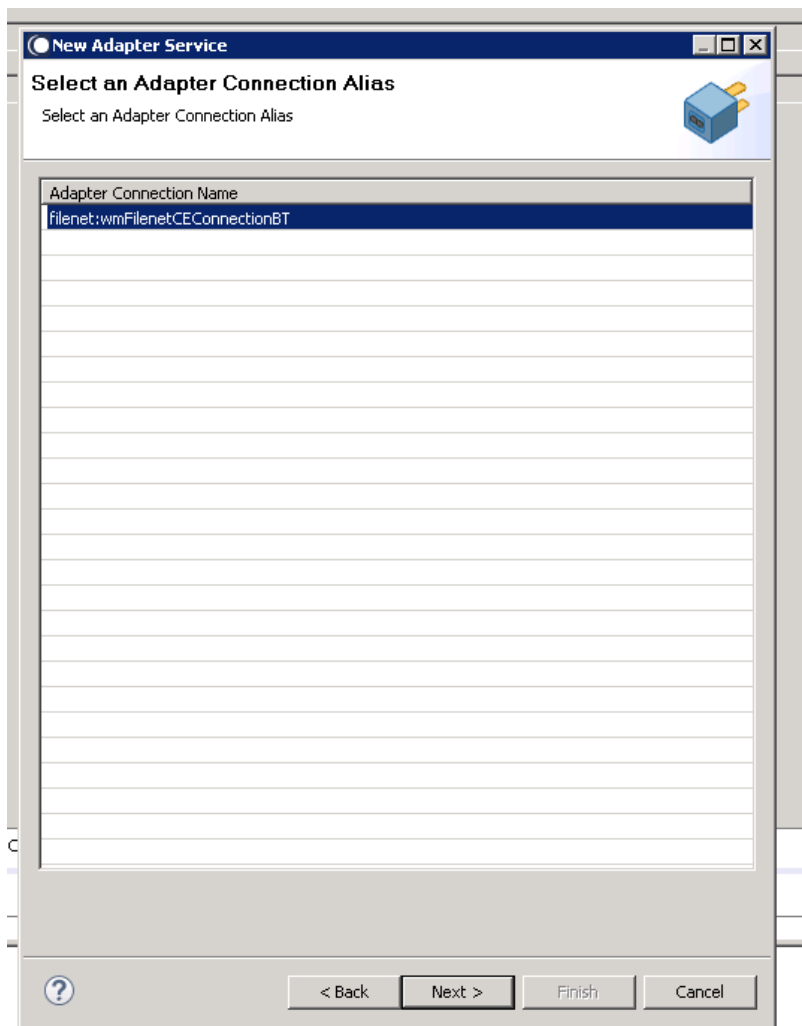 New Adapter Service
Select an Adapter Connection Alias
Select an Adapter Connection Alias
Adapter Connection Name
filenet:wmFilenetCEConnectionBT
C
?
< Back Next > Finish Cancel